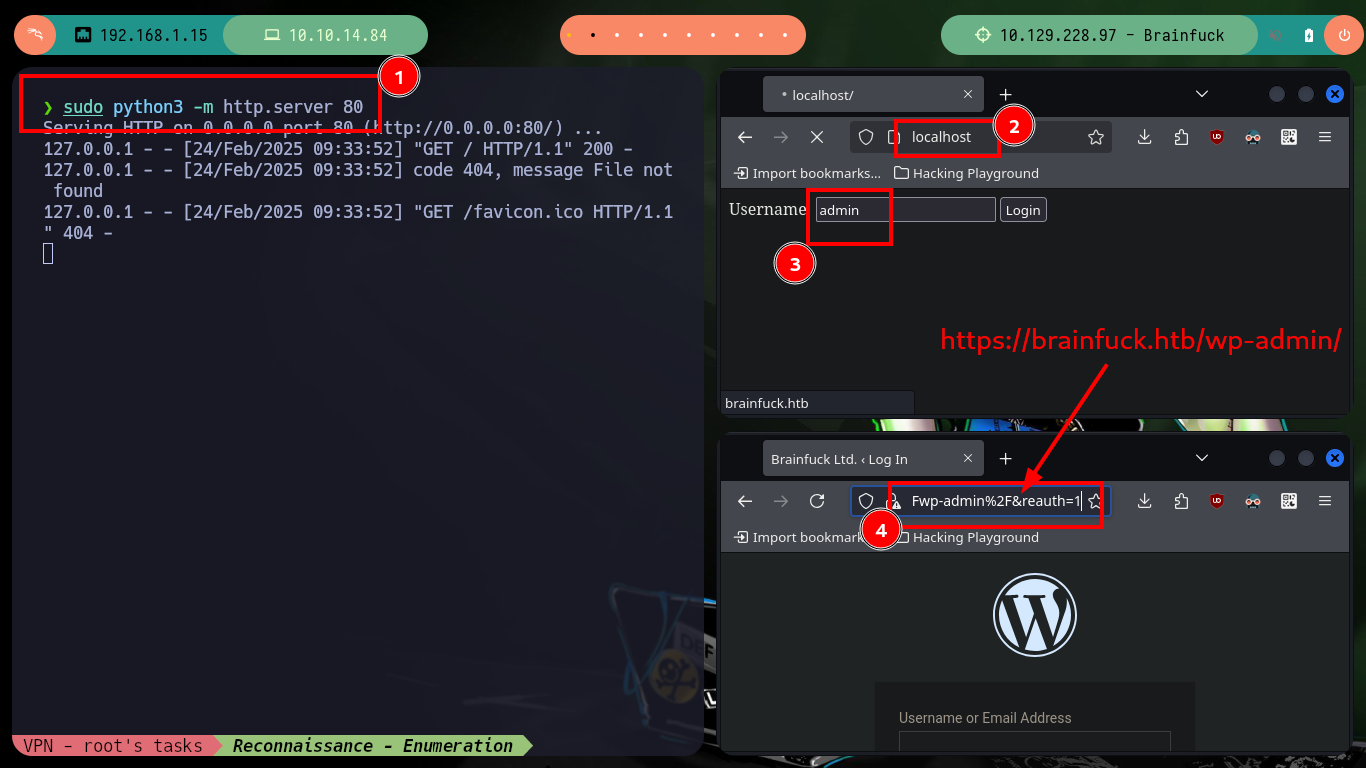 192.168.1.15
10.10.14.84
10.129.228.97 - Brainfuck
1
❯ sudo python3 -m http.server 80
Serving HTTP on 0.0.0.0 port 80 (http://0.0.0.0:80/) ...
127.0.0.1 - - [24/Feb/2025 09:33:52] "GET / HTTP/1.1" 200 -
127.0.0.1 - - [24/Feb/2025 09:33:52] code 404, message File not
found
127.0.0.1 - - [24/Feb/2025 09:33:52] "GET /favicon.ico HTTP/1.1
" 404 -
VPN - root's tasks
Reconnaissance - Enumeration
localhost/
2
localhost
Import bookmarks...
Hacking Playground
Username
admin
Login
3
https://brainfuck.htb/wp-admin/
brainfuck.htb
Brainfuck Ltd. ‹ Log In
Fwp-admin%2F&reauth=1
4
Import bookmark
Hacking Playground
Username or Email Address